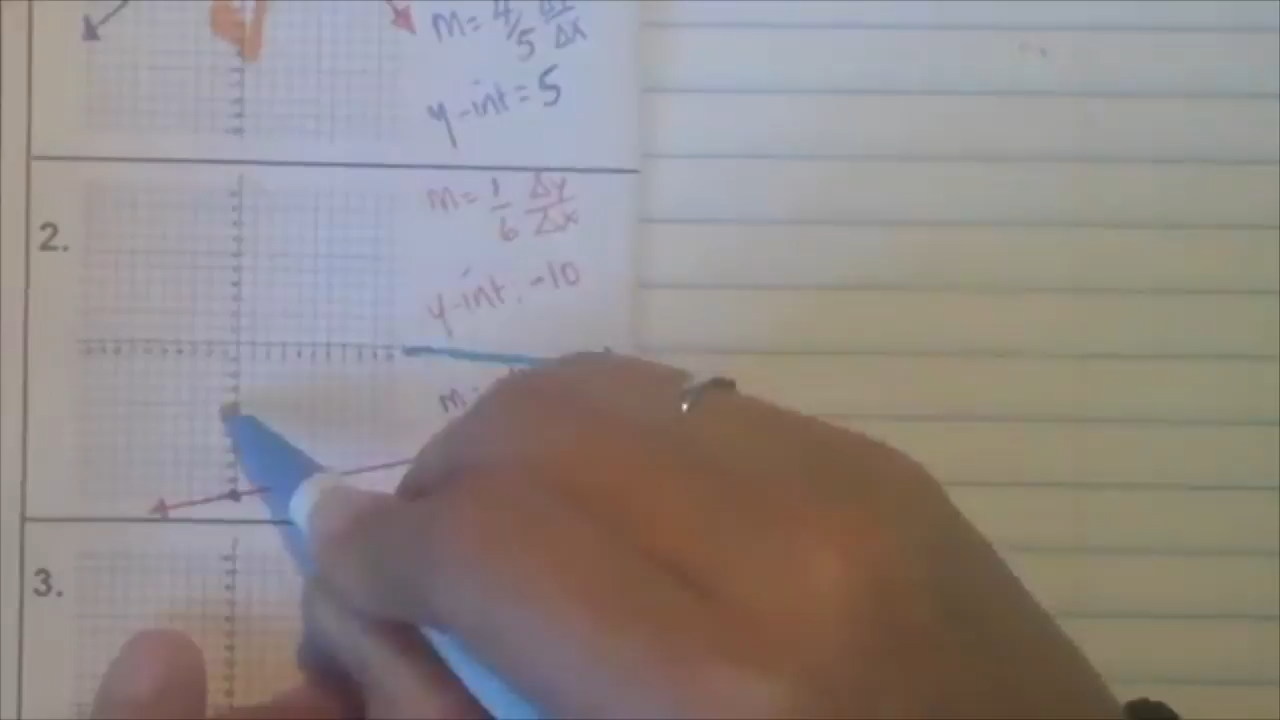 m= 4/5 Δy/Δx
y-int = 5
2.
m= 1/6 Δy/Δx
y-int. -10
m=
3.